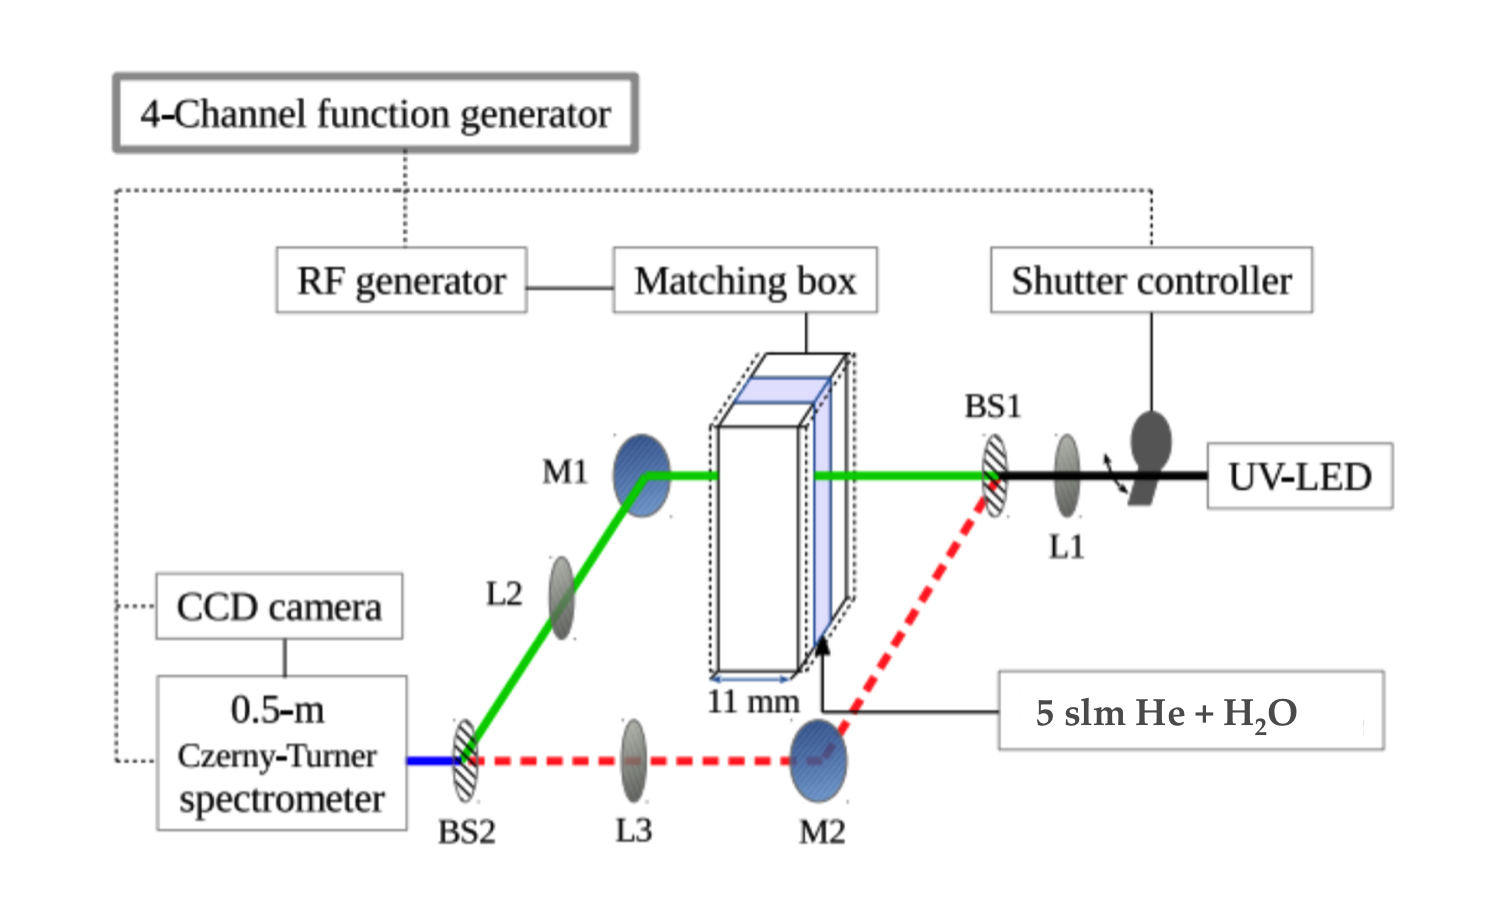 4-Channel function generator
RF generator
Matching box
Shutter controller
BS1
M1
UV-LED
L1
L2
CCD camera
11 mm
5 slm He + H₂O
0.5-m
Czerny-Turner
spectrometer
BS2
L3
M2